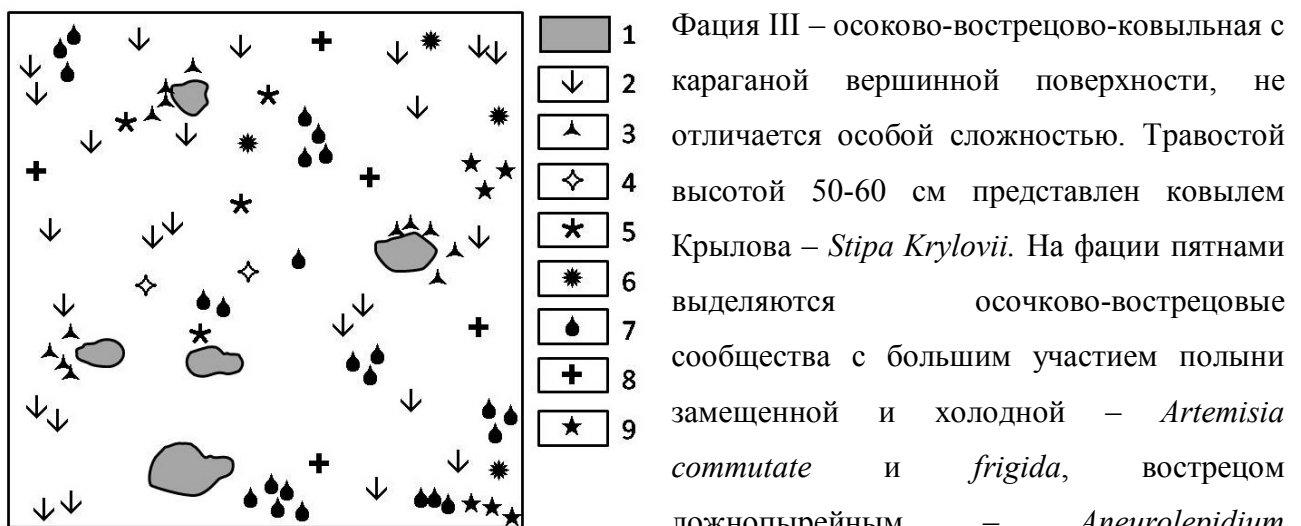 1
2
3
4
5
6
7
8
9
Фация III – осоково-вострецово-ковыльная с
караганой вершинной поверхности, не
отличается особой сложностью. Травостой
высотой 50-60 см представлен ковылем
Крылова – Stipa Krylovii. На фации пятнами
выделяются осочково-вострецовые
сообщества с большим участием полыни
замещенной и холодной – Artemisia
commutate и frigida, вострецом
ложнопырейным – Aneurolepidium